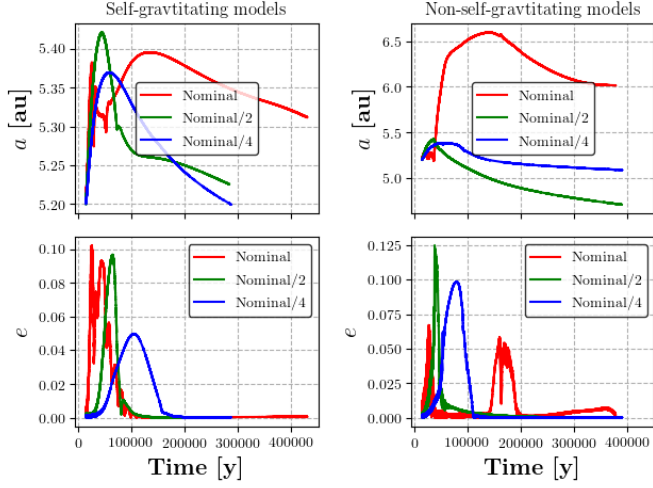 Self-gravtitating models
Non-self-gravtitating models
a [au]
5.40
5.35
5.30
5.25
5.20
Nominal
Nominal/2
Nominal/4
a [au]
6.5
6.0
5.5
5.0
Nominal
Nominal/2
Nominal/4
e
0.10
0.08
0.06
0.04
0.02
0.00
Nominal
Nominal/2
Nominal/4
0 100000 200000 300000 400000
Time [y]
e
0.125
0.100
0.075
0.050
0.025
0.000
Nominal
Nominal/2
Nominal/4
0 100000 200000 300000 400000
Time [y]